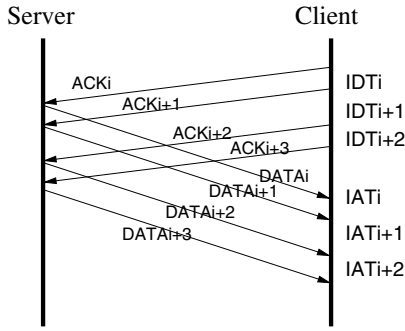 Server Client
ACKi
IDTi
ACKi+1
IDTi+1
ACKi+2
IDTi+2
ACKi+3
DATAi
DATAi+1
IATi
DATAi+2
IATi+1
DATAi+3
IATi+2